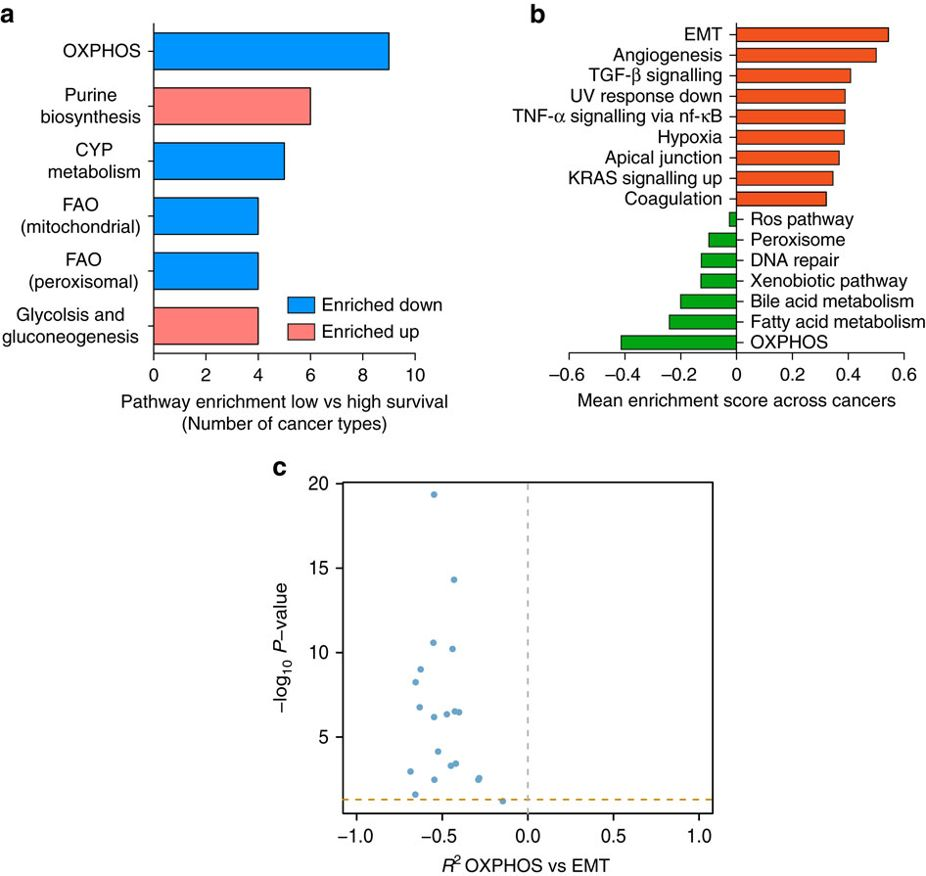 a
OXPHOS
Purine
biosynthesis
CYP
metabolism
FAO
(mitochondrial)
FAO
(peroxisomal)
Glycolsis and
gluconeogenesis
Enriched down
Enriched up
0 2 4 6 8 10
Pathway enrichment low vs high survival
(Number of cancer types)
b
EMT
Angiogenesis
TGF-β signalling
UV response down
TNF-α signalling via nf-κB
Hypoxia
Apical junction
KRAS signalling up
Coagulation
Ros pathway
Peroxisome
DNA repair
Xenobiotic pathway
Bile acid metabolism
Fatty acid metabolism
OXPHOS
−0.6 −0.4 −0.2 0 0.2 0.4 0.6
Mean enrichment score across cancers
c
20
15
10
5
−log10 P−value
−1.0 −0.5 0.0 0.5 1.0
R2 OXPHOS vs EMT